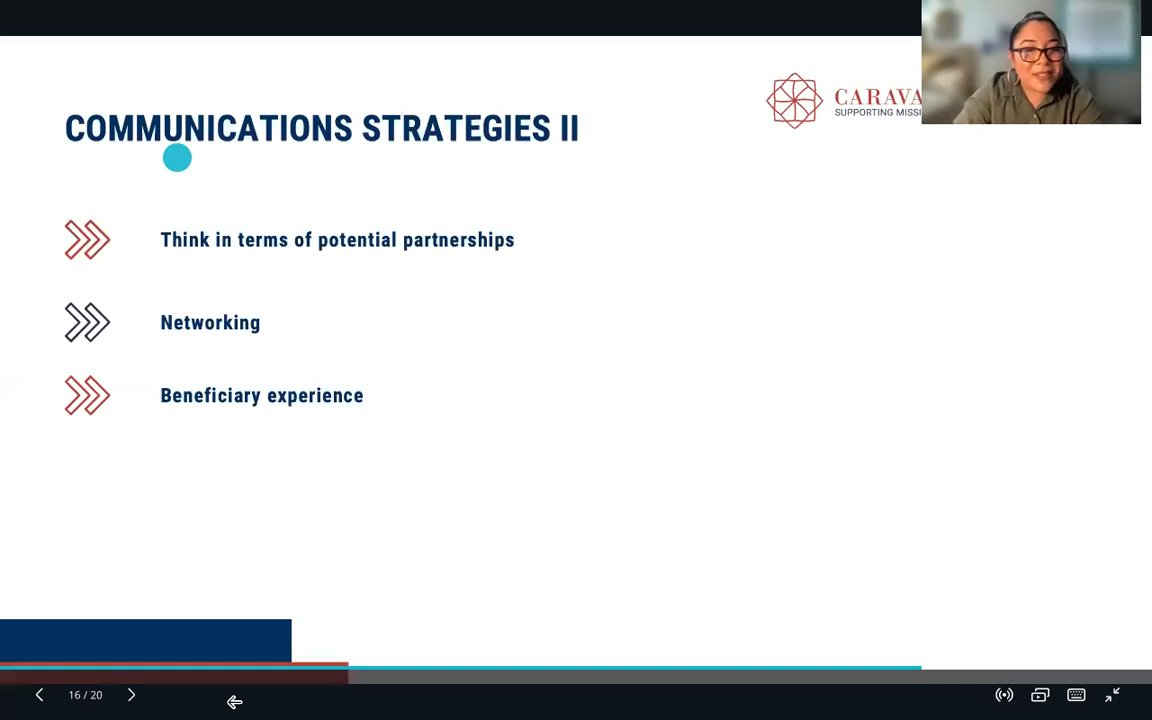 COMMUNICATIONS STRATEGIES II
CARAVA
SUPPORTING MISSI
Think in terms of potential partnerships
Networking
Beneficiary experience
16 / 20